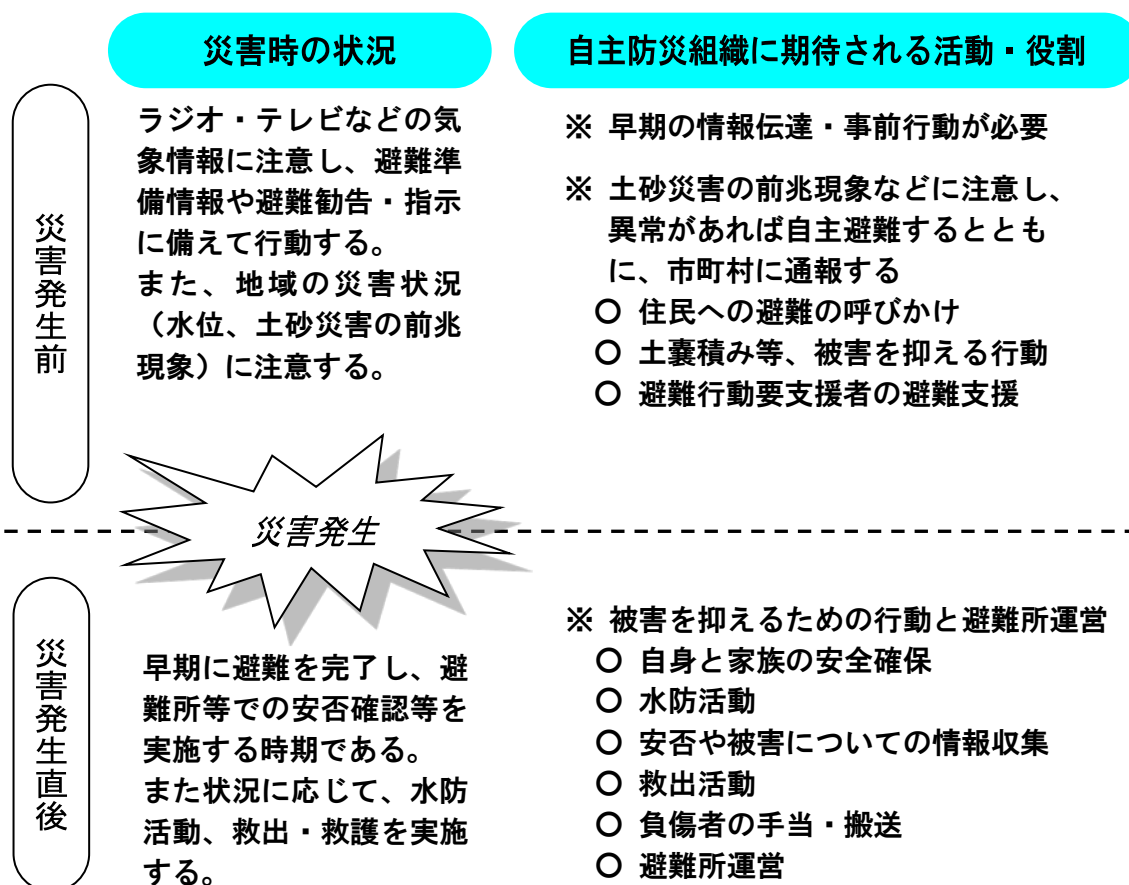 災害時の状況
自主防災組織に期待される活動・役割
災害発生前
ラジオ・テレビなどの気
象情報に注意し、避難準
備情報や避難勧告・指示
に備えて行動する。
また、地域の災害状況
（水位、土砂災害の前兆
現象）に注意する。
※ 早期の情報伝達・事前行動が必要
※ 土砂災害の前兆現象などに注意し、
異常があれば自主避難するととも
に、市町村に通報する
〇 住民への避難の呼びかけ
〇 土嚢積み等、被害を抑える行動
〇 避難行動要支援者の避難支援
災害発生
災害発生直後
早期に避難を完了し、避
難所等での安否確認等を
実施する時期である。
また状況に応じて、水防
活動、救出・救護を実施
する。
※ 被害を抑えるための行動と避難所運営
〇 自身と家族の安全確保
〇 水防活動
〇 安否や被害についての情報収集
〇 救出活動
〇 負傷者の手当・搬送
〇 避難所運営